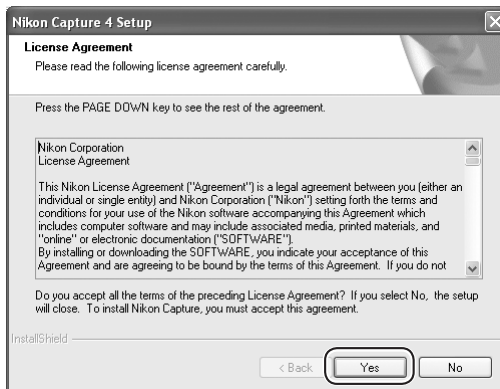 Nikon Capture 4 Setup
License Agreement
Please read the following license agreement carefully.
Press the PAGE DOWN key to see the rest of the agreement.
Nikon Corporation
License Agreement
This Nikon License Agreement ("Agreement") is a legal agreement between you (either an
individual or single entity) and Nikon Corporation ("Nikon") setting forth the terms and
conditions for your use of the Nikon software accompanying this Agreement which
includes computer software and may include associated media, printed materials, and
"online" or electronic documentation ("SOFTWARE").
By installing or downloading the SOFTWARE, you indicate your acceptance of this
Agreement and are agreeing to be bound by the terms of this Agreement. If you do not
Do you accept all the terms of the preceding License Agreement? If you select No, the setup
will close. To install Nikon Capture, you must accept this agreement.
InstallShield
< Back Yes No